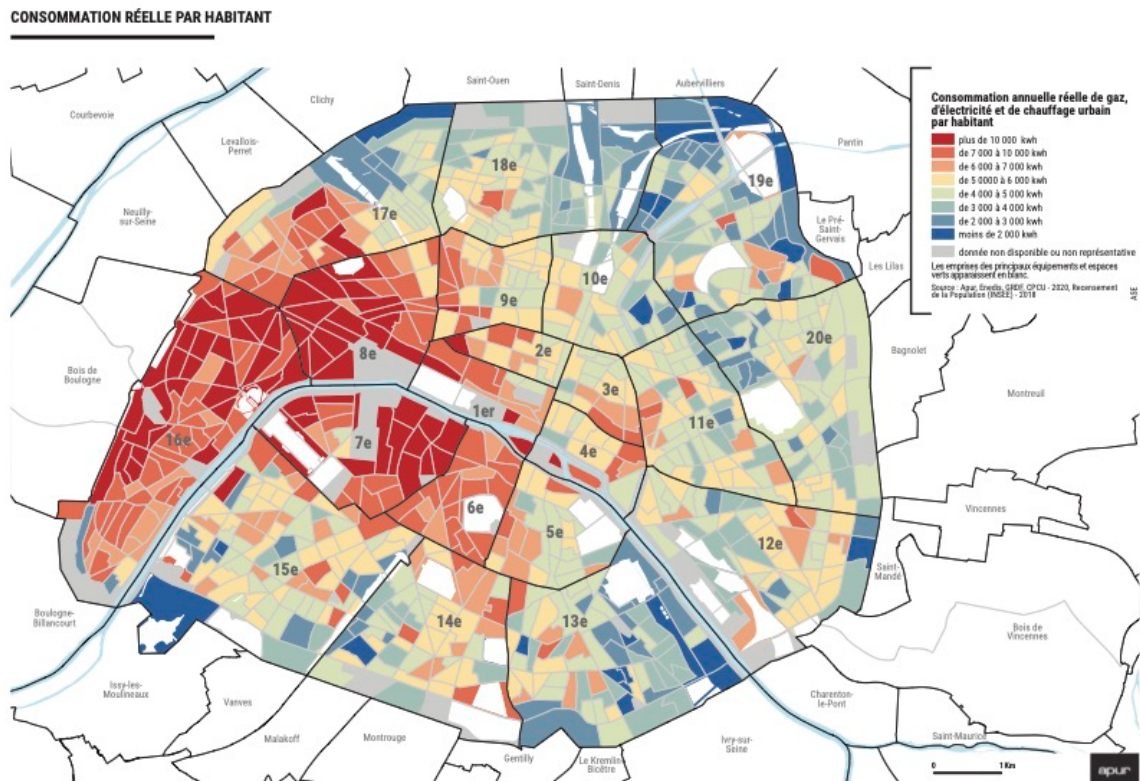 CONSOMMATION RÉELLE PAR HABITANT
Saint-Ouen
Saint-Denis
Aubervilliers
Clichy
Courbevoie
Levallois-
Perret
Pantin
Neuilly-
sur-Seine
Le Pré-
Saint-
Gervais
Les Lilas
Bois de
Boulogne
Bagnolet
Montreuil
Vincennes
Saint-
Mandé
Bois de
Vincennes
Boulogne-
Billancourt
Issy-les-
Moulineaux
Vanves
Malakoff
Montrouge
Gentilly
Le Kremlin-
Bicêtre
Ivry-sur-
Seine
Charenton-
le-Pont
Saint-Maurice
18e
19e
17e
10e
9e
8e
2e
20e
3e
1er
11e
16e
7e
4e
6e
5e
12e
15e
14e
13e
Consommation annuelle réelle de gaz,
d'électricité et de chauffage urbain
par habitant
plus de 10 000 kwh
de 7 000 à 10 000 kwh
de 6 000 à 7 000 kwh
de 5 0000 à 6 000 kwh
de 4 000 à 5 000 kwh
de 3 000 à 4 000 kwh
de 2 000 à 3 000 kwh
moins de 2 000 kwh
donnée non disponible ou non représentative
Les emprises des principaux équipements et espaces
verts apparaissent en blanc.
Source : Apur, Enedis, GRDF, CPCU - 2020, Recensement
de la Population (INSEE) - 2018
ASE
0 1 Km
apur